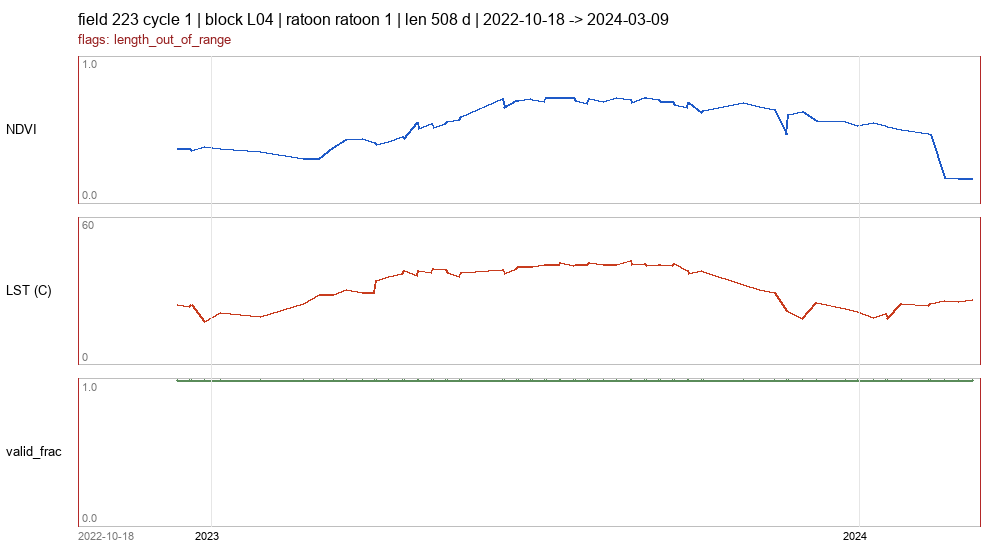 field 223 cycle 1 | block L04 | ratoon ratoon 1 | len 508 d | 2022-10-18 -> 2024-03-09
flags: length_out_of_range
1.0
NDVI
0.0
60
LST (C)
0
1.0
valid_frac
0.0
2022-10-18 2023 2024